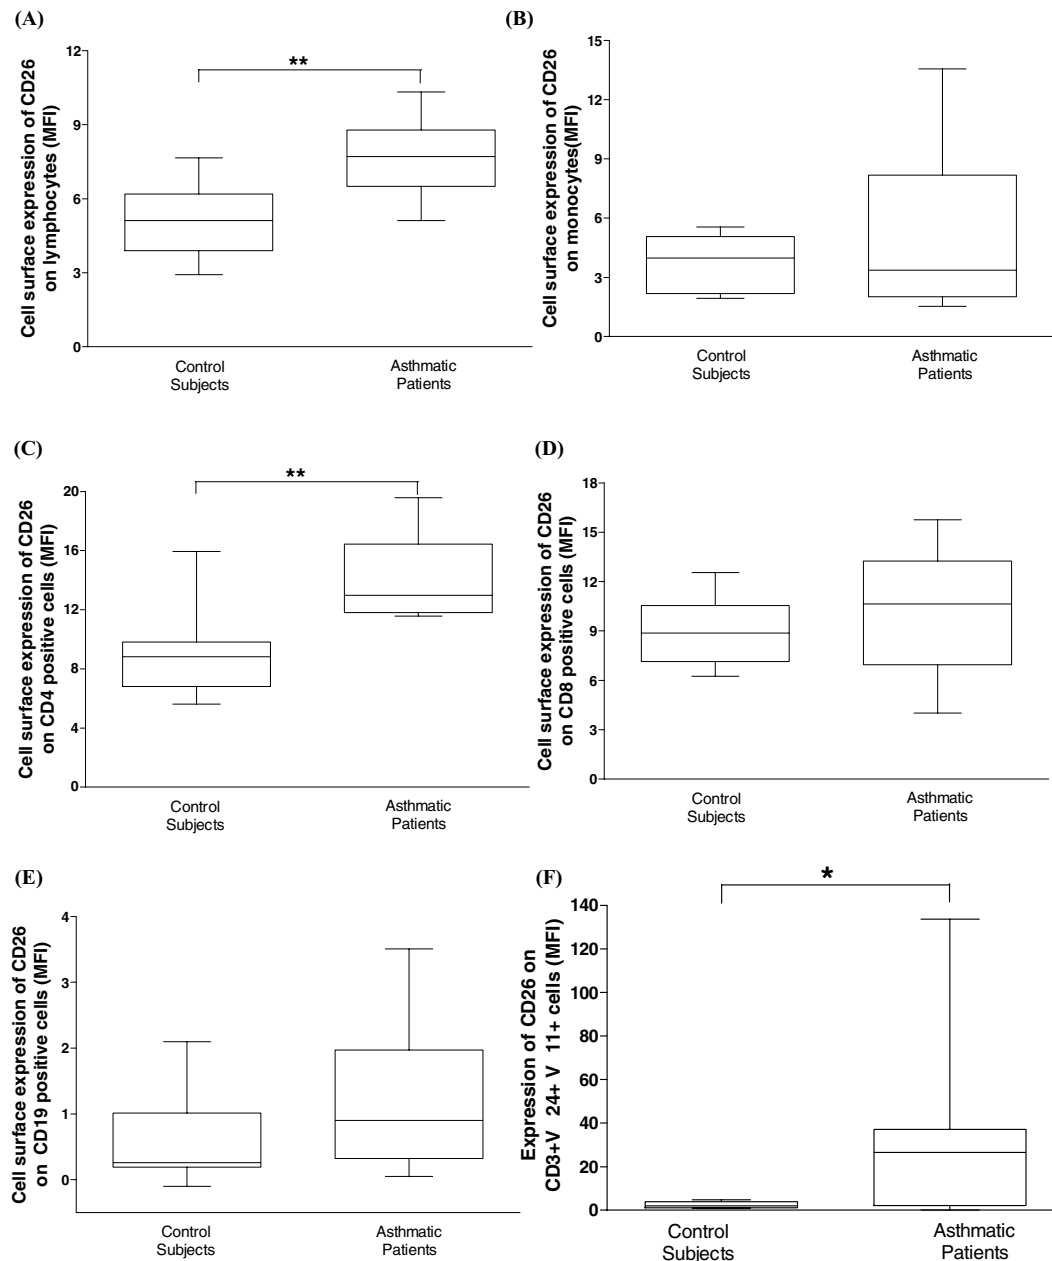 (A)
Cell surface expression of CD26
on lymphocytes (MFI)
12
9
6
3
0
**
Control
Subjects
Asthmatic
Patients
(B)
Cell surface expression of CD26
on monocytes(MFI)
15
12
9
6
3
0
Control
Subjects
Asthmatic
Patients
(C)
Cell surface expression of CD26
on CD4 positive cells (MFI)
20
16
12
8
4
0
**
Control
Subjects
Asthmatic
Patients
(D)
Cell surface expression of CD26
on CD8 positive cells (MFI)
18
15
12
9
6
3
0
Control
Subjects
Asthmatic
Patients
(E)
Cell surface expression of CD26
on CD19 positive cells (MFI)
4
3
2
1
0
Control
Subjects
Asthmatic
Patients
(F)
Expression of CD26 on
CD3+V 24+ V 11+ cells (MFI)
140
120
100
80
60
40
20
0
*
Control
Subjects
Asthmatic
Patients